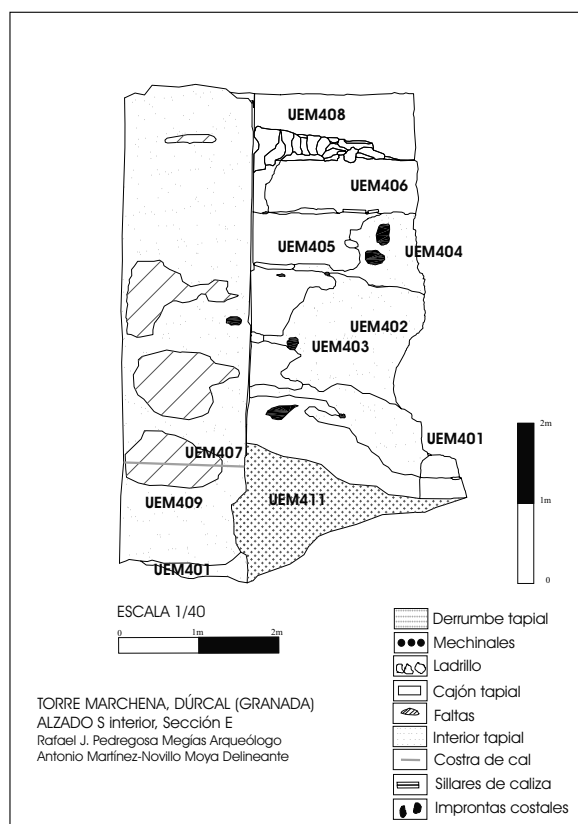 UEM408
UEM406
UEM405
UEM404
UEM402
UEM403
UEM401
UEM407
UEM409
UEM411
UEM401
2m
1m
0
ESCALA 1/40
0 1m 2m
TORRE MARCHENA, DÚRCAL (GRANADA)
ALZADO S interior, Sección E
Rafael J. Pedregosa Megías Arqueólogo
Antonio Martínez-Novillo Moya Delineante
Derrumbe tapial
Mechinales
Ladrillo
Cajón tapial
Faltas
Interior tapial
Costra de cal
Sillares de caliza
Improntas costales